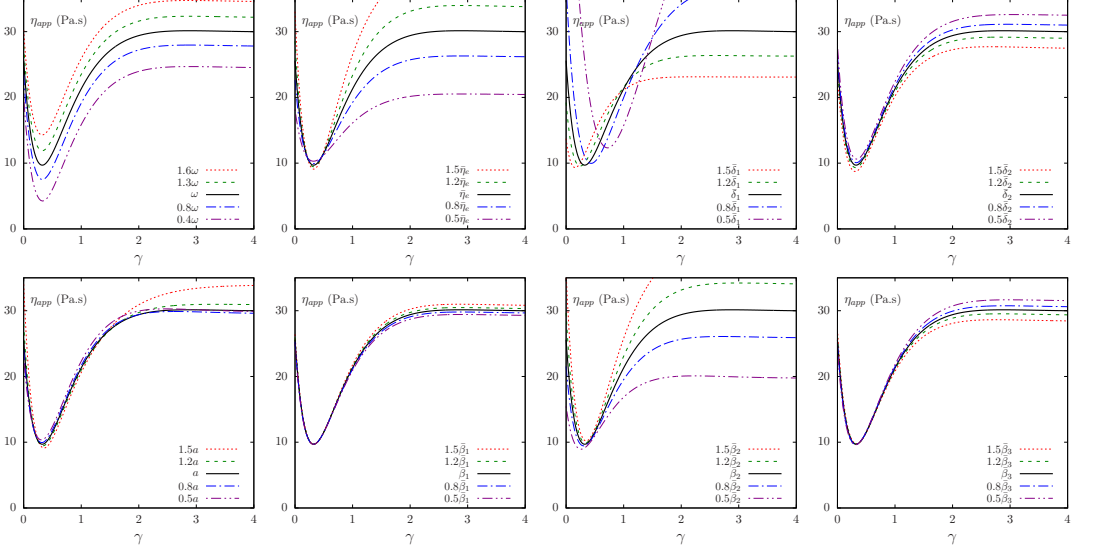 η_app (Pa.s)
30
20
10
0
1.6ω
1.3ω
ω
0.8ω
0.4ω
0 1 2 3 4
γ
η_app (Pa.s)
30
20
10
0
1.5η̄_e
1.2η̄_e
η̄_e
0.8η̄_e
0.5η̄_e
0 1 2 3 4
γ
η_app (Pa.s)
30
20
10
0
1.5δ̄_1
1.2δ̄_1
δ̄_1
0.8δ̄_1
0.5δ̄_1
0 1 2 3 4
γ
η_app (Pa.s)
30
20
10
0
1.5δ̄_2
1.2δ̄_2
δ̄_2
0.8δ̄_2
0.5δ̄_2
0 1 2 3 4
γ
η_app (Pa.s)
30
20
10
0
1.5a
1.2a
a
0.8a
0.5a
0 1 2 3 4
γ
η_app (Pa.s)
30
20
10
0
1.5β̄_1
1.2β̄_1
β̄_1
0.8β̄_1
0.5β̄_1
0 1 2 3 4
γ
η_app (Pa.s)
30
20
10
0
1.5β̄_2
1.2β̄_2
β̄_2
0.8β̄_2
0.5β̄_2
0 1 2 3 4
γ
η_app (Pa.s)
30
20
10
0
1.5β̄_3
1.2β̄_3
β̄_3
0.8β̄_3
0.5β̄_3
0 1 2 3 4
γ